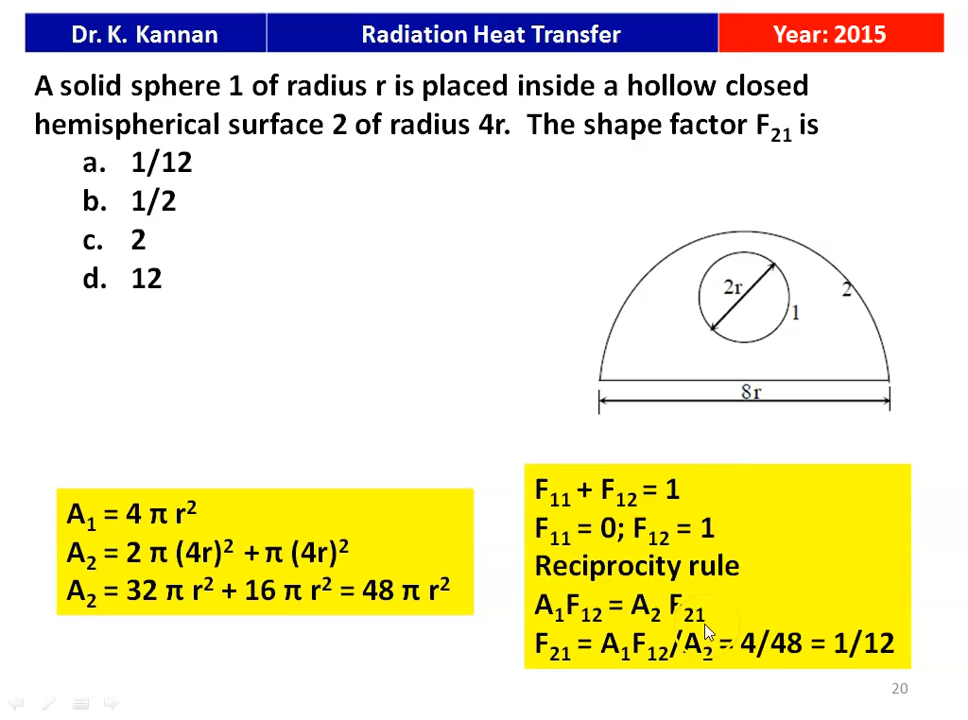 Dr. K. Kannan
Radiation Heat Transfer
Year: 2015
A solid sphere 1 of radius r is placed inside a hollow closed
hemispherical surface 2 of radius 4r. The shape factor F₂₁ is
a. 1/12
b. 1/2
c. 2
d. 12
2r
1
2
8r
A₁ = 4 π r²
A₂ = 2 π (4r)² + π (4r)²
A₂ = 32 π r² + 16 π r² = 48 π r²
F₁₁ + F₁₂ = 1
F₁₁ = 0; F₁₂ = 1
Reciprocity rule
A₁F₁₂ = A₂ F₂₁
F₂₁ = A₁F₁₂/A₂ = 4/48 = 1/12
20